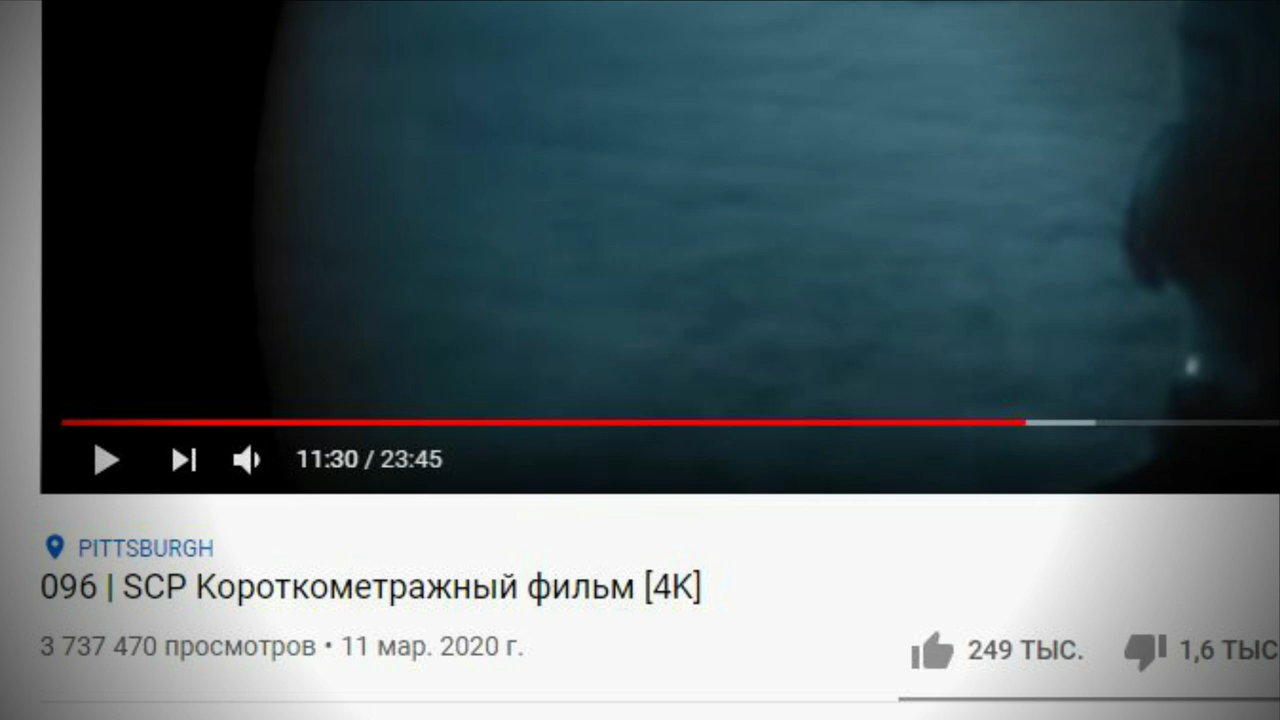 11:30 / 23:45
PITTSBURGH
096 | SCP Короткометражный фильм [4K]
3 737 470 просмотров • 11 мар. 2020 г.
249 ТЫС.
1,6 ТЫС